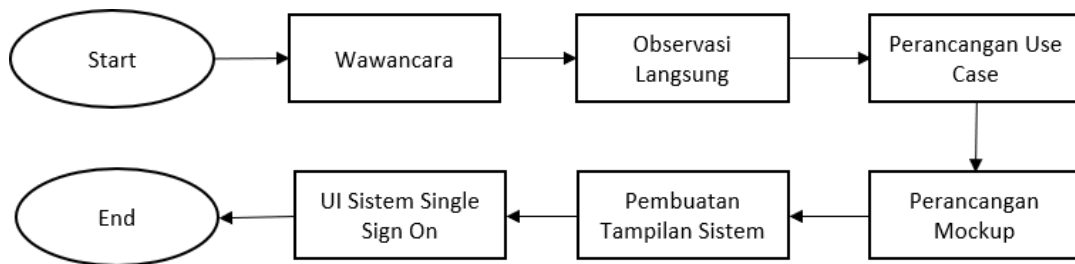 Start
Wawancara
Observasi
Langsung
Perancangan Use
Case
Perancangan
Mockup
Pembuatan
Tampilan Sistem
UI Sistem Single
Sign On
End